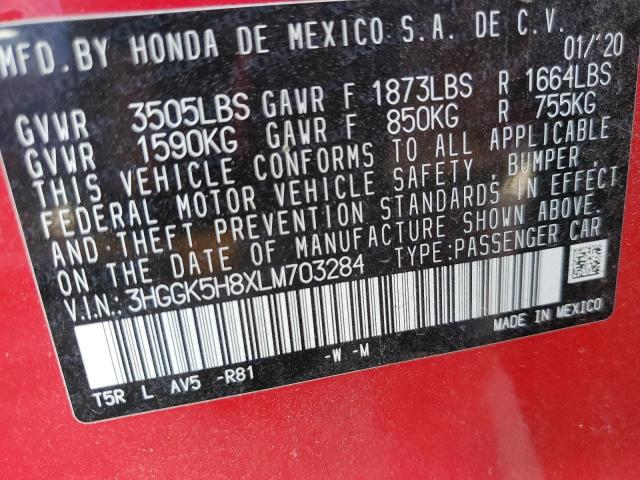 MFD. BY HONDA DE MEXICO S.A. DE C.V.
01/'20
GVWR 3505LBS GAWR F 1873LBS R 1664LBS
GVWR 1590KG GAWR F 850KG R 755KG
THIS VEHICLE CONFORMS TO ALL APPLICABLE
FEDERAL MOTOR VEHICLE SAFETY, BUMPER,
AND THEFT PREVENTION STANDARDS IN EFFECT
ON THE DATE OF MANUFACTURE SHOWN ABOVE.
V.I.N.: 3HGGK5H8XLM703284 TYPE:PASSENGER CAR
T5R L AV5 -R81 -W -M
MADE IN MEXICO